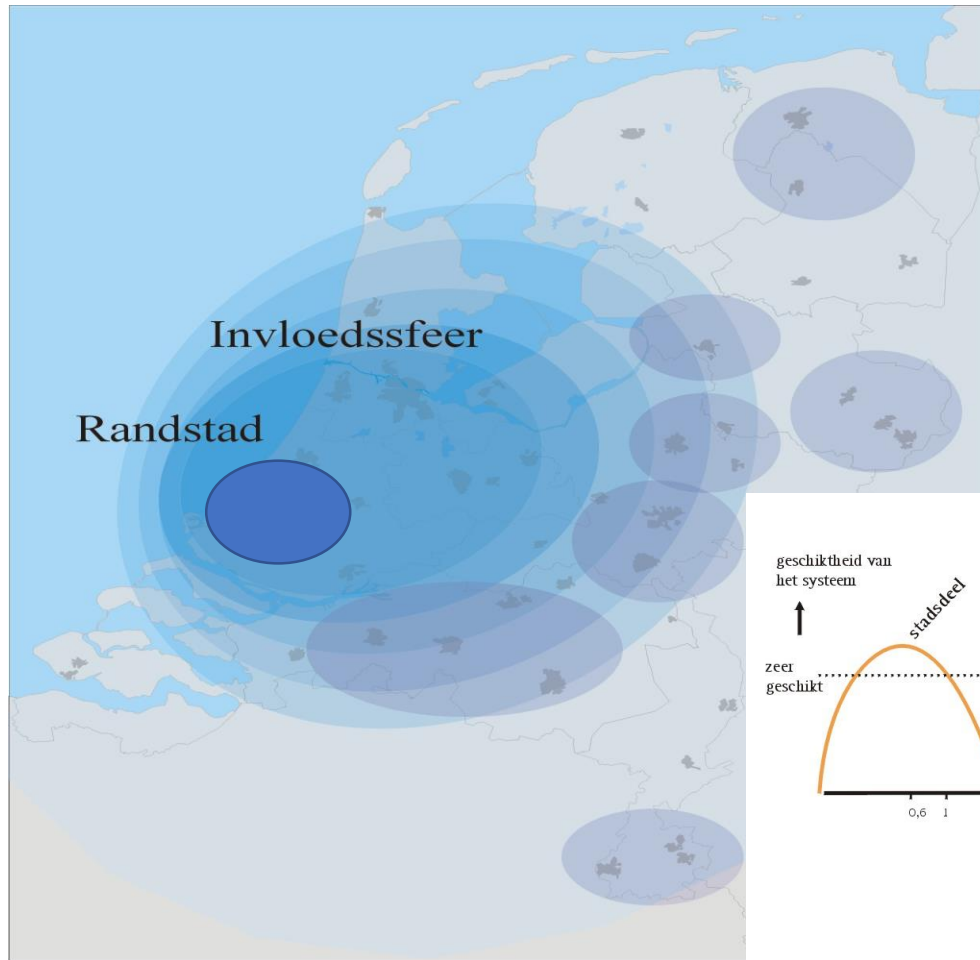 Invloedssfeer
Randstad
geschiktheid van
het systeem
stadsdeel
zeer
geschikt
0,6 1